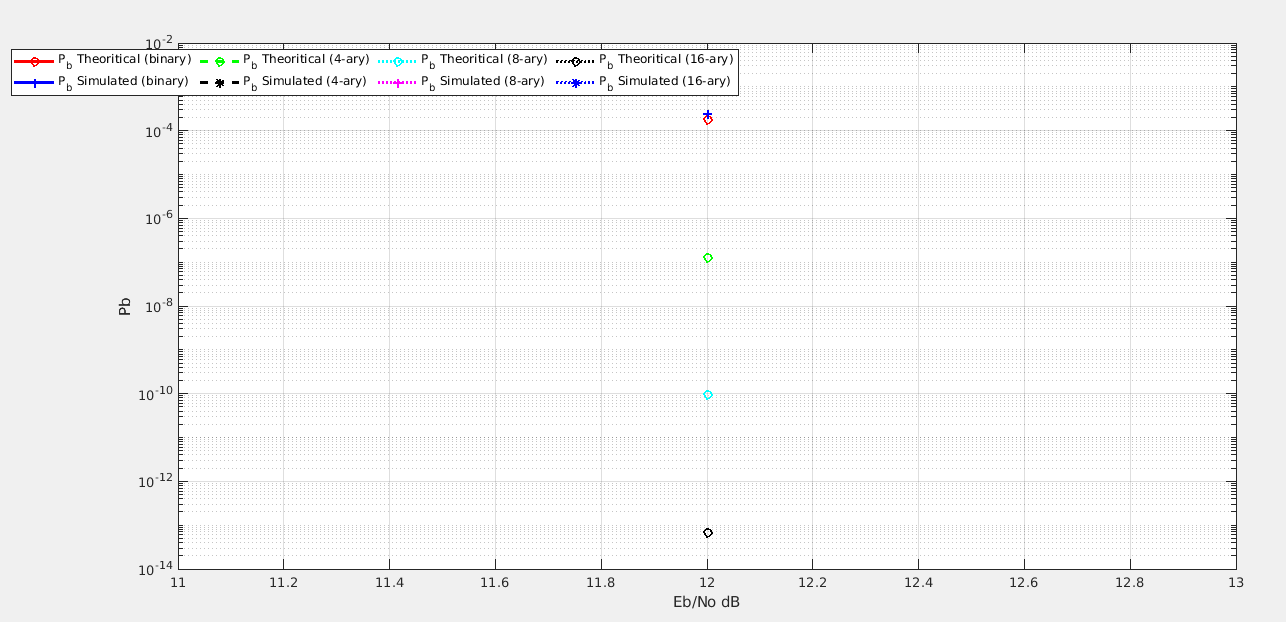 P_b Theoritical (binary) P_b Theoritical (4-ary) P_b Theoritical (8-ary) P_b Theoritical (16-ary)
P_b Simulated (binary) P_b Simulated (4-ary) P_b Simulated (8-ary) P_b Simulated (16-ary)
10^-2
10^-4
10^-6
10^-8
10^-10
10^-12
10^-14
Pb
11 11.2 11.4 11.6 11.8 12 12.2 12.4 12.6 12.8 13
Eb/No dB